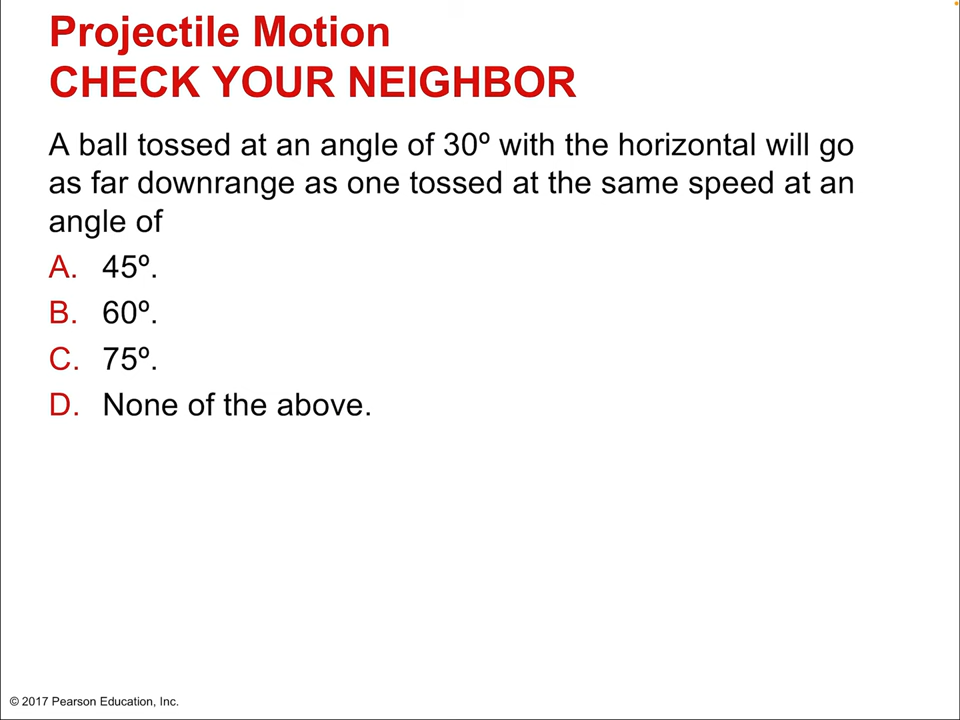 Projectile Motion
CHECK YOUR NEIGHBOR
A ball tossed at an angle of 30º with the horizontal will go
as far downrange as one tossed at the same speed at an
angle of
A. 45º.
B. 60º.
C. 75º.
D. None of the above.
© 2017 Pearson Education, Inc.